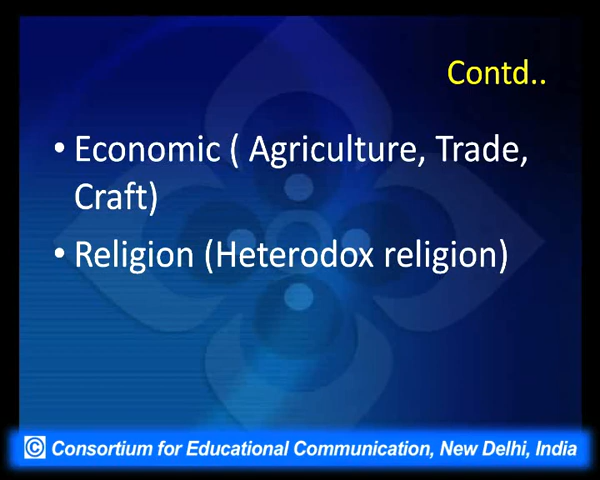 Contd..
• Economic ( Agriculture, Trade,
Craft)
• Religion (Heterodox religion)
© Consortium for Educational Communication, New Delhi, India